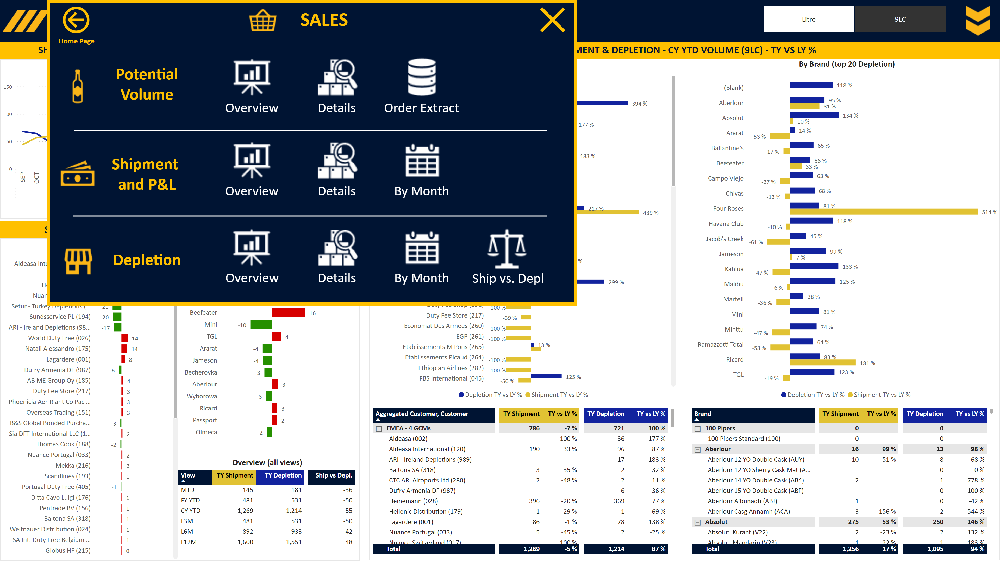 SALES
Home Page
Litre
9LC
MENT & DEPLETION - CY YTD VOLUME (9LC) - TY VS LY %
Potential
Volume
Overview
Details
Order Extract
Shipment
and P&L
Overview
Details
By Month
Depletion
Overview
Details
By Month
Ship vs. Depl
150
100
50
0
SEP
OCT
Aldeasa Inte
Nuan
Setur - Turkey Depletions (... -21
Sundsservice PL (194) -20
ARI - Ireland Depletions (98... -17
World Duty Free (026) 14
Natali Alessandro (175) 14
Lagardere (001) 8
Dufry Armenia DF (987) -6
AB ME Group Oy (185) 4
Duty Fee Store (217) 3
Phoenicia Aer-Riant Co Pac ... 3
Overseas Trading (151) 3
B&S Global Bonded Purcha... -3
Sia DFT International LLC (1... 2
Thomas Cook (188) -2
Nuance Portugal (033) 2
Mekka (216) 2
Scandlines (193) 1
Portugal Duty Free (405) -1
Ditta Cavo Luigi (176) 1
Pentrade BV (156) 1
Baltona SA (318) 1
Weitnauer Distribution (024) 1
SA Int. Duty Free Belgium ... 1
Globus HF (215) 0
Beefeater 16
Mini -10
TGL 4
Ararat -4
Jameson -4
Becherovka -3
Aberlour 3
Wyborowa -3
Ricard 3
Passport 2
Olmeca -2
Overview (all views)
View TY Shipment TY Depletion Ship vs Depl.
MTD 145 181 -36
FY YTD 481 531 -50
CY YTD 1,269 1,214 55
L3M 481 531 -50
L6M 892 933 -42
L12M 1,600 1,551 48
394 %
177 %
183 %
217 %
439 %
%
299 %
Duty Fee Shop (291) -100 %
Duty Fee Store (217) -39 %
Economat Des Armees (260) -100 %
EGP (261) -100 %
Etablissements M Pons (265) 13 %
Etablissements Picaud (264) -100 %
Ethiopian Airlines (282) -100 %
FBS International (045) 125 % -50 %
Depletion TY vs LY % Shipment TY vs LY %
By Brand (top 20 Depletion)
(Blank) 118 %
Aberlour 95 % 81 %
Absolut 134 % 10 %
Ararat 14 % -53 %
Ballantine's 65 % -17 %
Beefeater 56 % 33 %
Campo Viejo 63 % -27 %
Chivas 68 % -13 %
Four Roses 81 % 514 %
Havana Club 118 % -10 %
Jacob's Creek 45 % -61 %
Jameson 99 % 7 %
Kahlua 133 % -47 %
Malibu 125 % -6 %
Martell 38 % -36 %
Mini 81 %
Minttu 74 % -47 %
Ramazzotti Total 64 % -53 %
Ricard 83 % 181 %
TGL 123 % -19 %
Depletion TY vs LY % Shipment TY vs LY %
Aggregated Customer, Customer TY Shipment TY vs LY % TY Depletion TY vs LY %
EMEA - 4 GCMs 786 -7 % 721 100 %
Aldeasa (002) -100 % 36 177 %
Aldeasa International (120) 190 33 % 96 87 %
ARI - Ireland Depletions (989) 17 183 %
Baltona SA (318) 3 35 % 2 32 %
CTC ARI Airoports Ltd (280) 2 -48 % 2 11 %
Dufry Armenia DF (987) 6 36 %
Heinemann (028) 396 -20 % 369 77 %
Hellenic Distribution (179) 1 29 % 1 69 %
Lagardere (001) 86 -1 % 78 138 %
Nuance Portugal (033) 5 -45 % 2 -25 %
Nuance Switzerland (017) -100 %
Total 1,269 -5 % 1,214 87 %
Brand TY Shipment TY vs LY % TY Depletion TY vs LY %
100 Pipers 0 0
100 Pipers Standard (100) 0 0
Aberlour 16 99 % 13 98 %
Aberlour 12 YO Double Cask (AUY) 10 51 % 8 68 %
Aberlour 12 YO Sherry Cask Mat (A... 0 0 %
Aberlour 14 YO Double Cask (AB4) 2 1 778 %
Aberlour 15 YO Double Cask (ABF) 0 -100 %
Aberlour A'bunadh (ABJ) 1 0 -42 %
Aberlour Casg Annamh (ACA) 3 156 % 2 544 %
Absolut 275 53 % 250 146 %
Absolut Kurant (V22) 2 -23 % 2 132 %
Absolut Mandarin (V23) 1 -22 % 1 183 %
Total 1,256 17 % 1,095 94 %